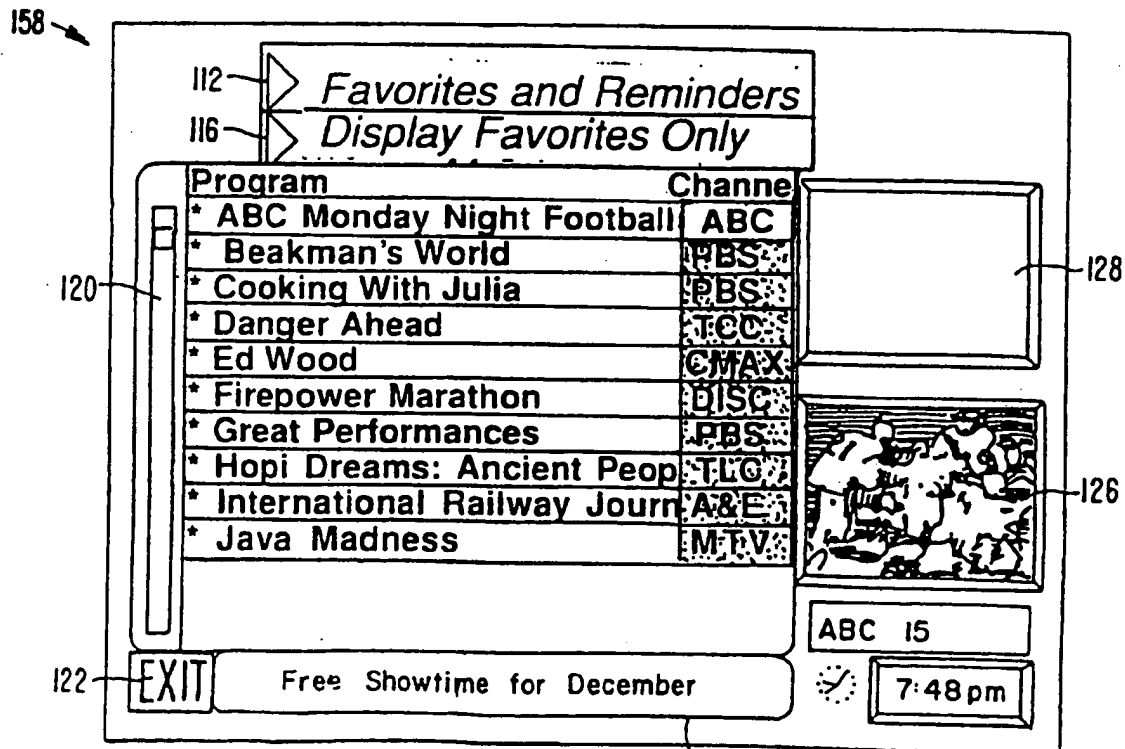 158
112
Favorites and Reminders
116
Display Favorites Only
Program Channe
* ABC Monday Night Football ABC
* Beakman's World PBS
128
120
* Cooking With Julia PBS
* Danger Ahead TCC
* Ed Wood CMAX
* Firepower Marathon DISC
* Great Performances PBS
* Hopi Dreams: Ancient Peop TLC
126
* International Railway Journ A&E
* Java Madness MTV
ABC 15
122
EXIT
Free Showtime for December
7:48pm